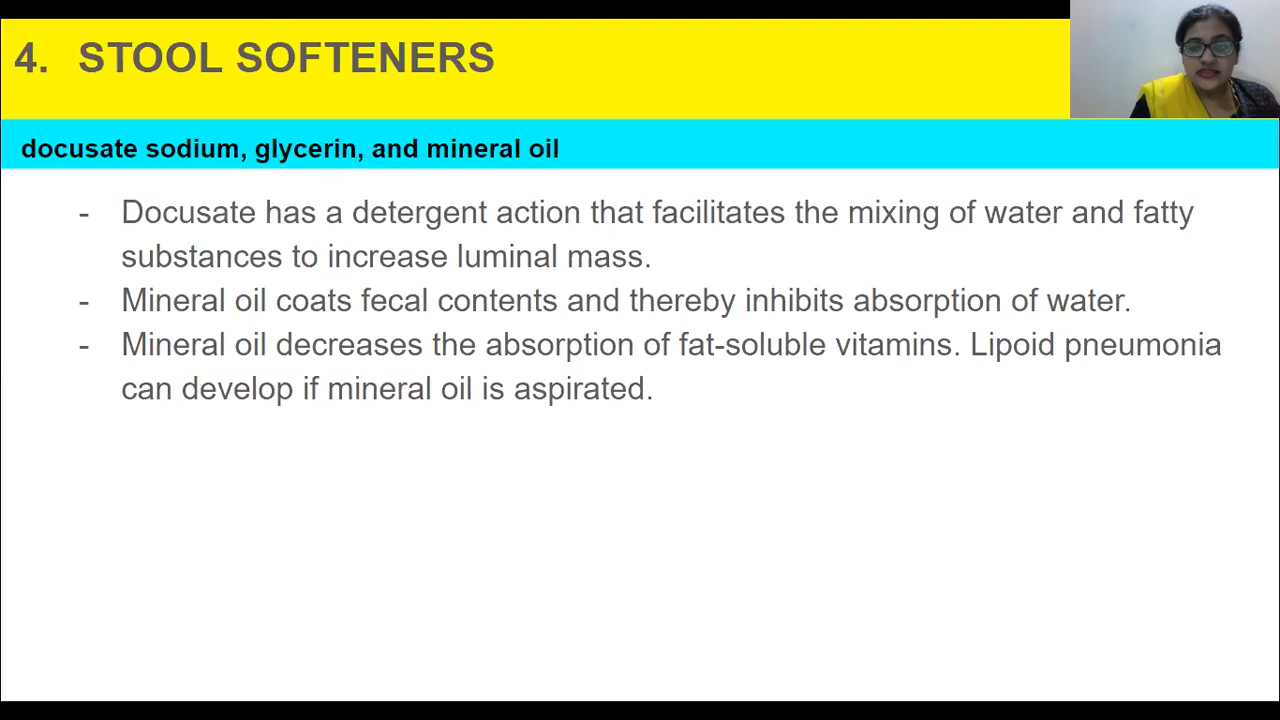 4. STOOL SOFTENERS
docusate sodium, glycerin, and mineral oil
- Docusate has a detergent action that facilitates the mixing of water and fatty
substances to increase luminal mass.
- Mineral oil coats fecal contents and thereby inhibits absorption of water.
- Mineral oil decreases the absorption of fat-soluble vitamins. Lipoid pneumonia
can develop if mineral oil is aspirated.